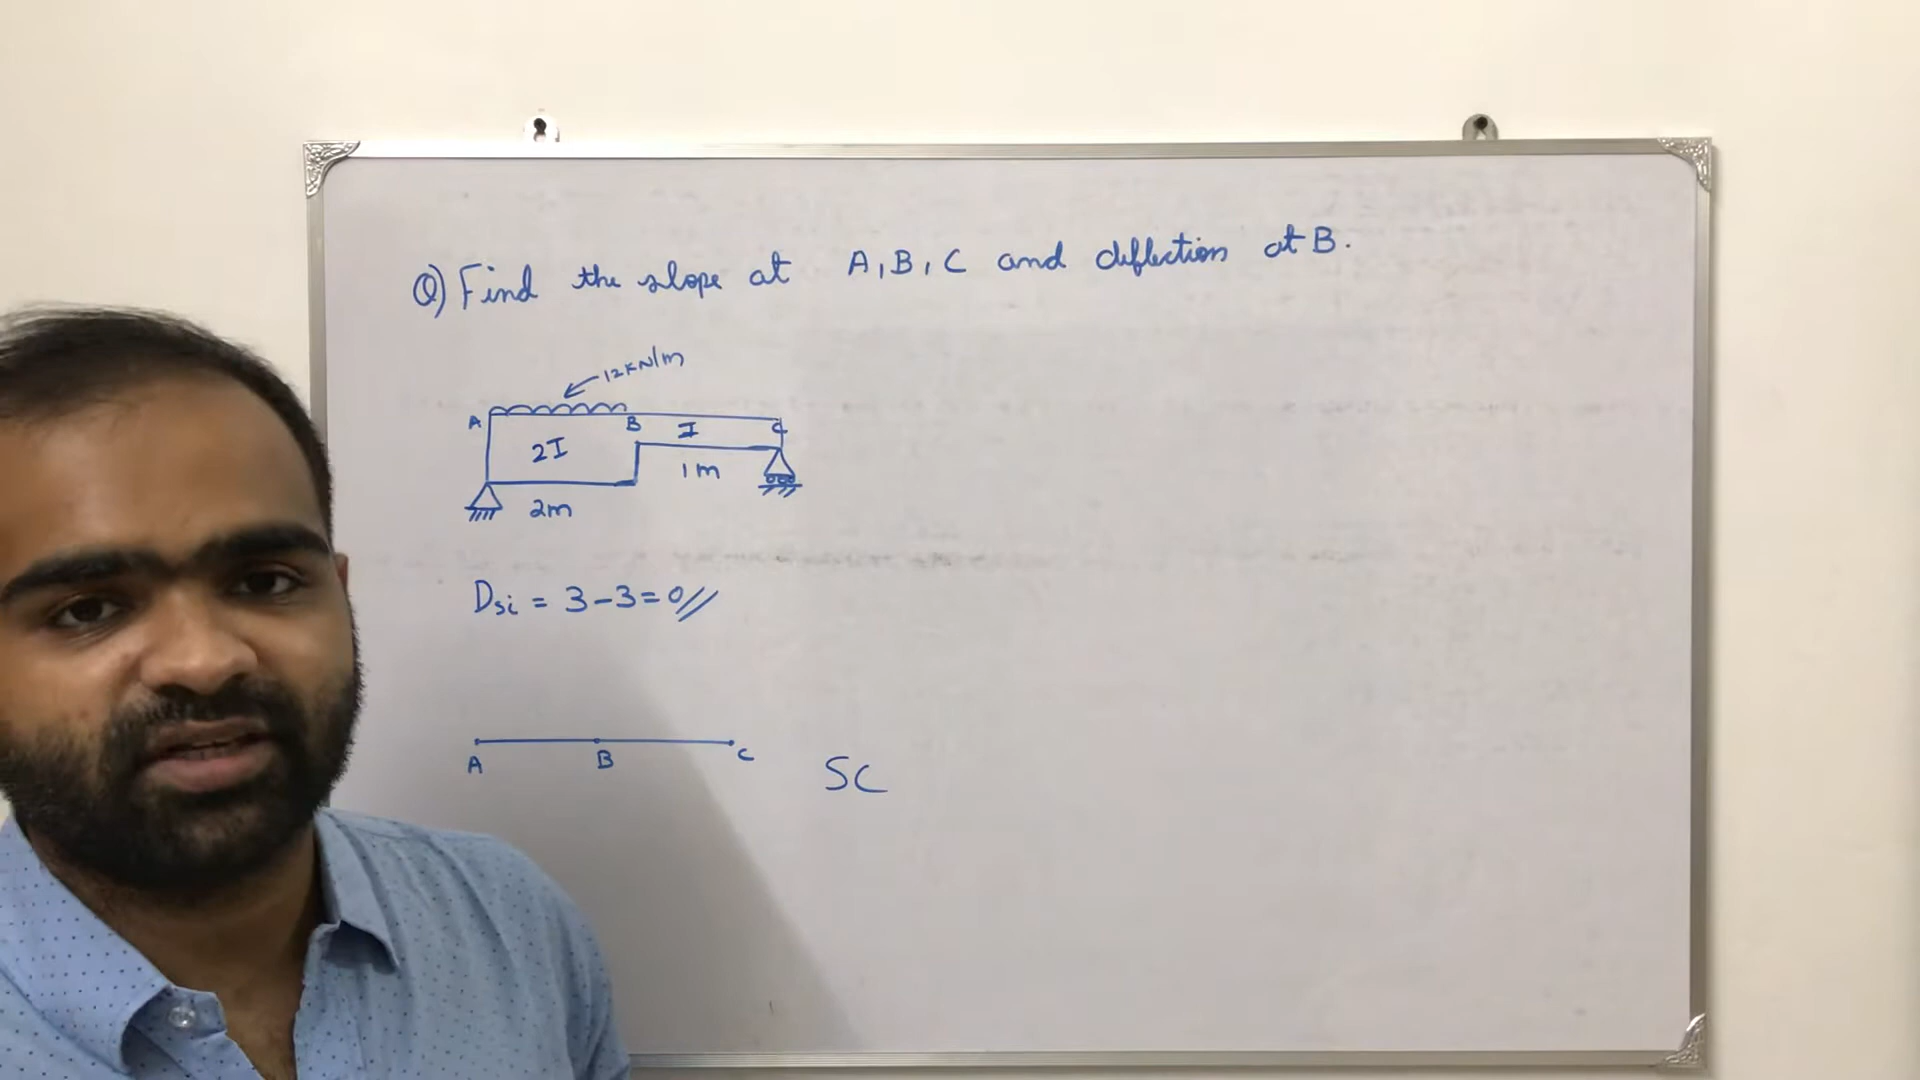 Q) Find the slope at A, B, C and deflection at B.
12kN/m
A B C
2I I
2m 1m
Dsi = 3-3=0//
A B C
SC